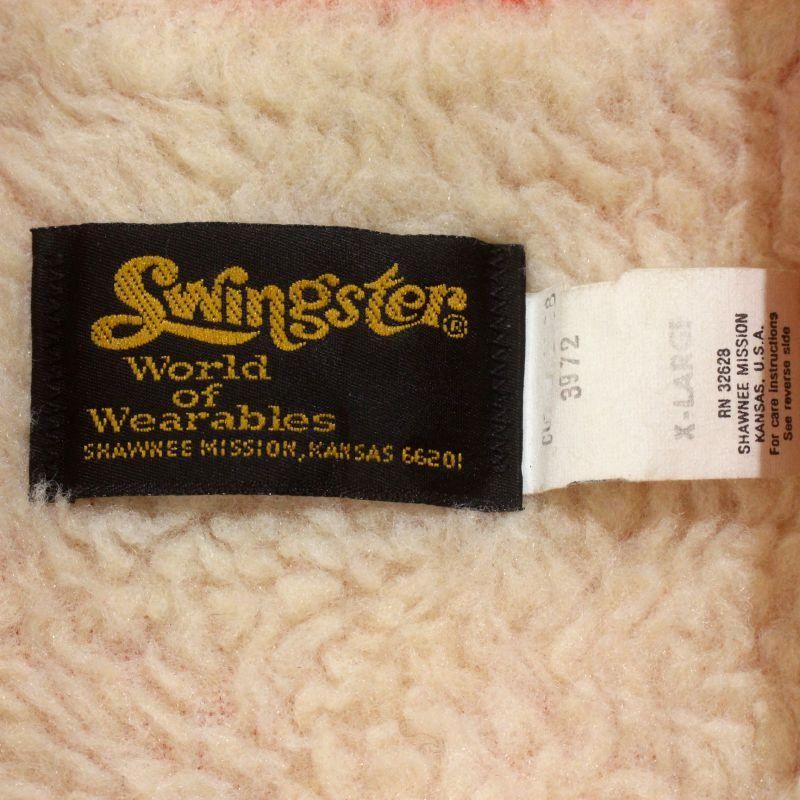 Swingster®
World
of
Wearables
SHAWNEE MISSION, KANSAS 66201
3972
X-LARGE
RN 32628
SHAWNEE MISSION
KANSAS, U.S.A.
For care instructions
See reverse side